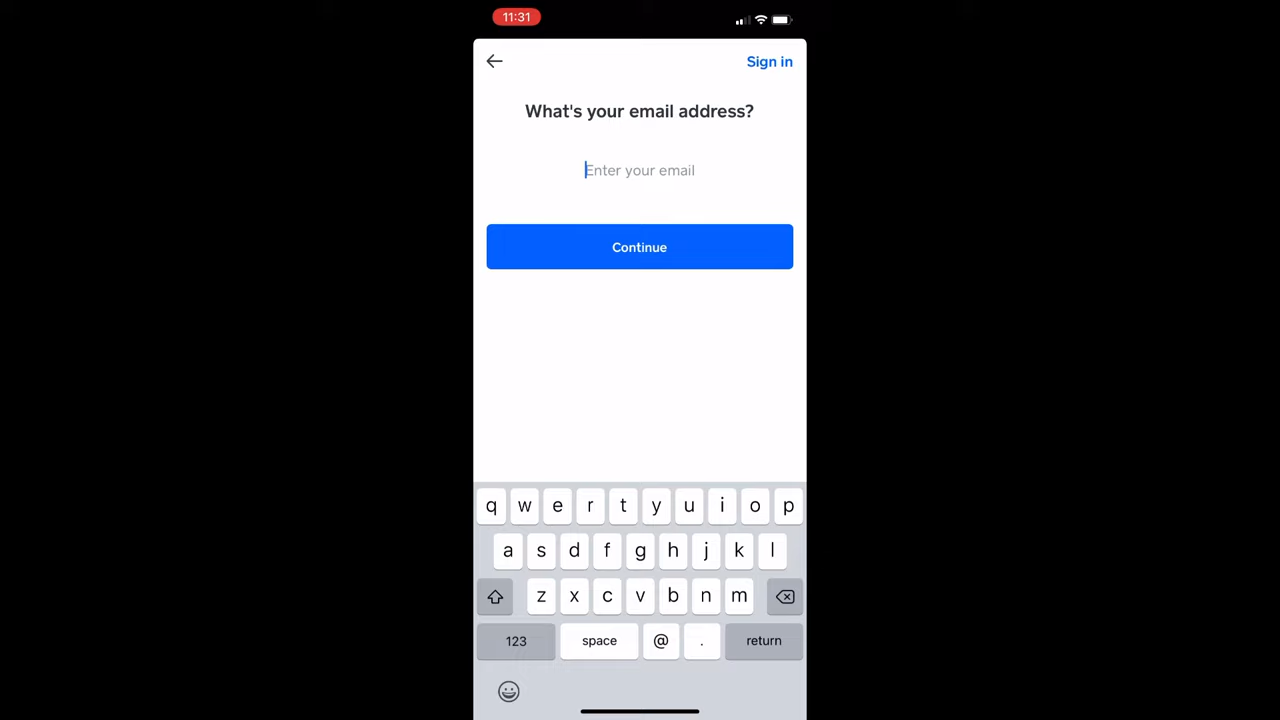 11:31
Sign in
What's your email address?
Enter your email
Continue
q w e r t y u i o p
a s d f g h j k l
z x c v b n m
123 space @ . return